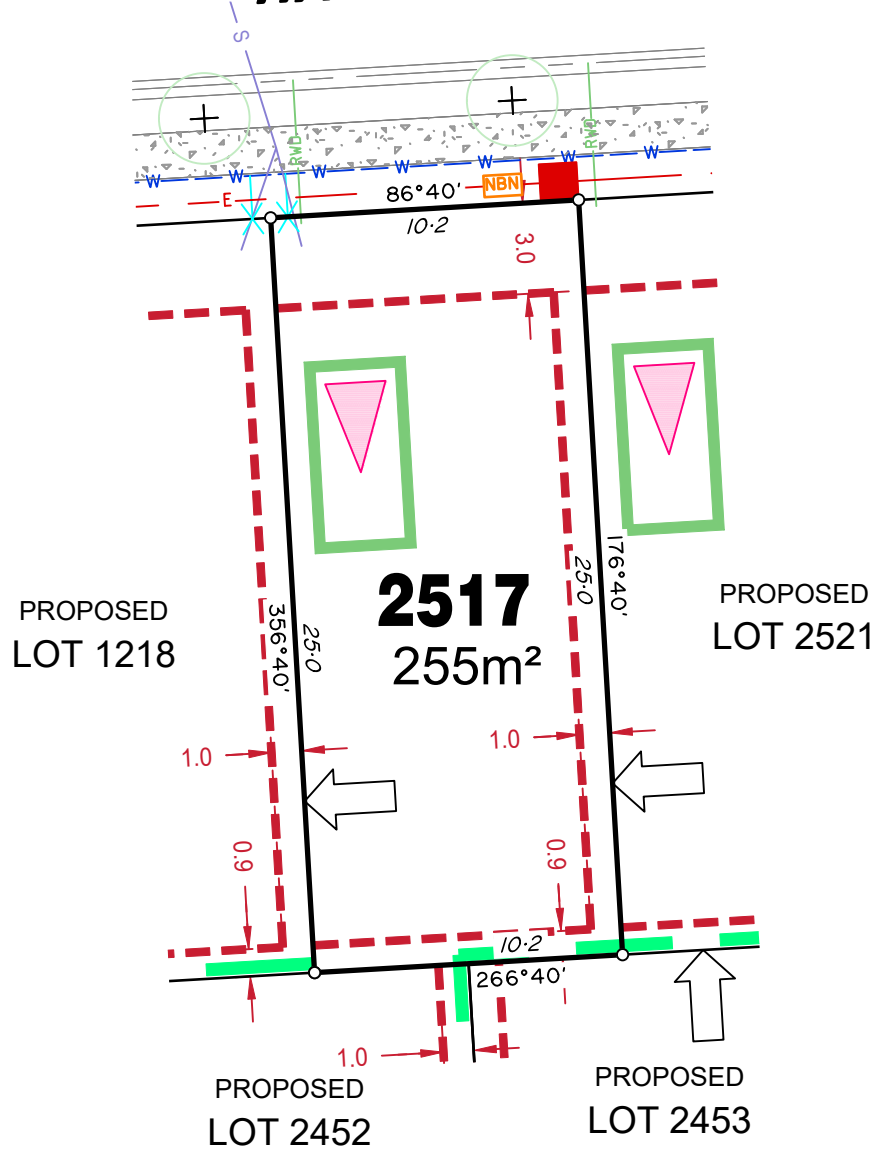 S
RWD
RWD
W W W W W W W
E
NBN
86°40'
10·2
3.0
176°40'
25·0
2517
255m²
356°40'
25·0
PROPOSED
LOT 1218
PROPOSED
LOT 2521
1.0
1.0
0.9
0.9
10·2
266°40'
1.0
PROPOSED
LOT 2452
PROPOSED
LOT 2453